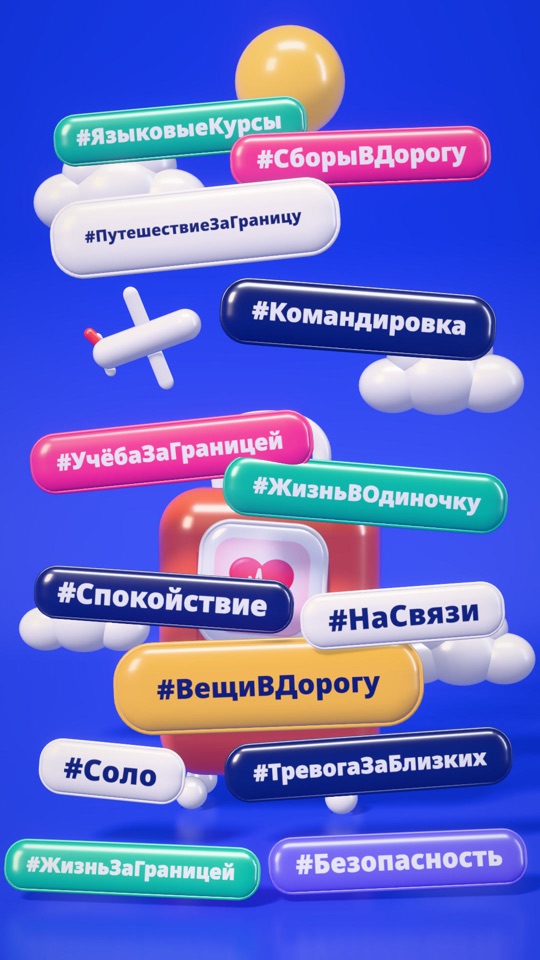 #ЯзыковыеКурсы
#СборыВДорогу
#ПутешествиеЗаГраницу
#Командировка
#УчёбаЗаГраницей
#ЖизньВОдиночку
#Спокойствие
#НаСвязи
#ВещиВДорогу
#Соло
#ТревогаЗаБлизких
#ЖизньЗаГраницей
#Безопасность